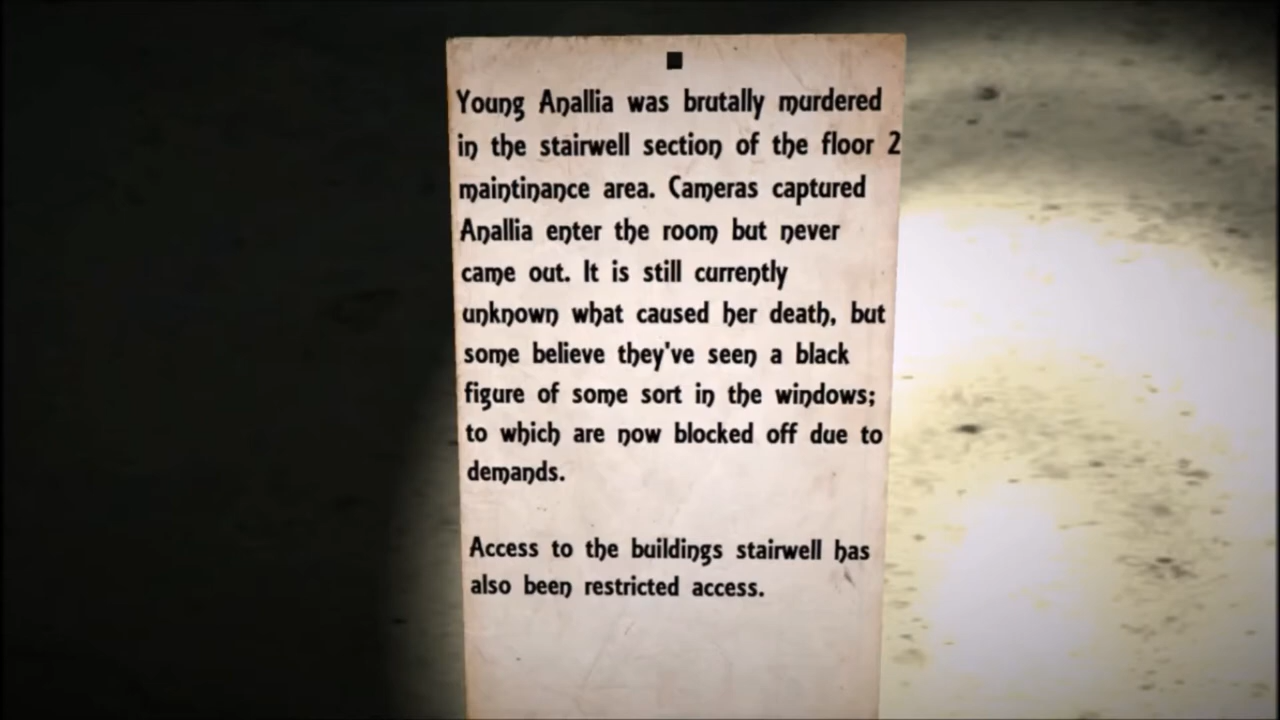 Young Anallia was brutally murdered
in the stairwell section of the floor 2
maintinance area. Cameras captured
Anallia enter the room but never
came out. It is still currently
unknown what caused her death, but
some believe they've seen a black
figure of some sort in the windows;
to which are now blocked off due to
demands.
Access to the buildings stairwell has
also been restricted access.